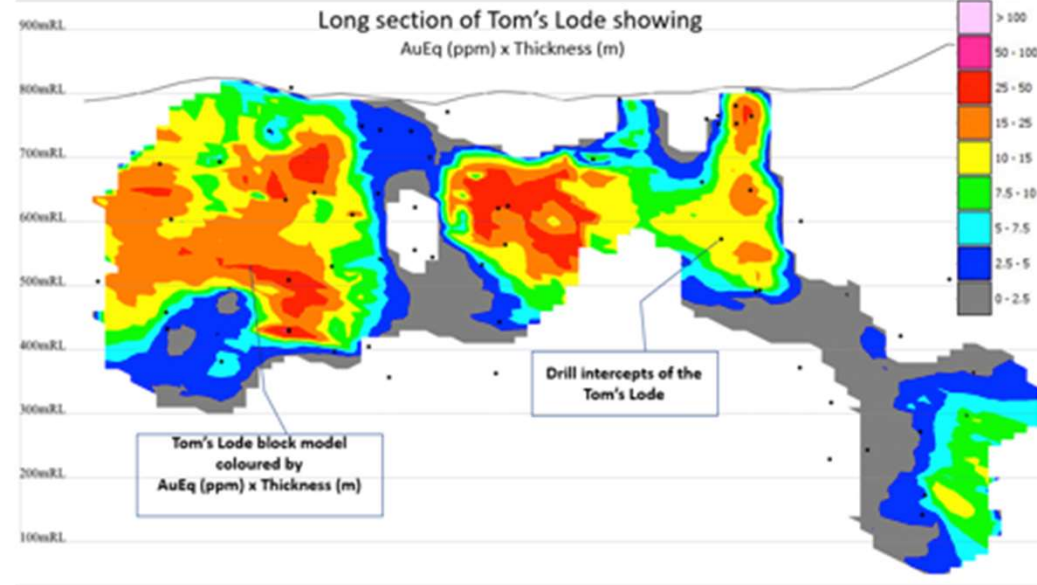 Long section of Tom's Lode showing
AuEq (ppm) x Thickness (m)
900mRL
800mRL
700mRL
600mRL
500mRL
400mRL
300mRL
200mRL
100mRL
> 100
50 - 100
25 - 50
15 - 25
10 - 15
7.5 - 10
5 - 7.5
2.5 - 5
0 - 2.5
Drill intercepts of the
Tom's Lode
Tom's Lode block model
coloured by
AuEq (ppm) x Thickness (m)